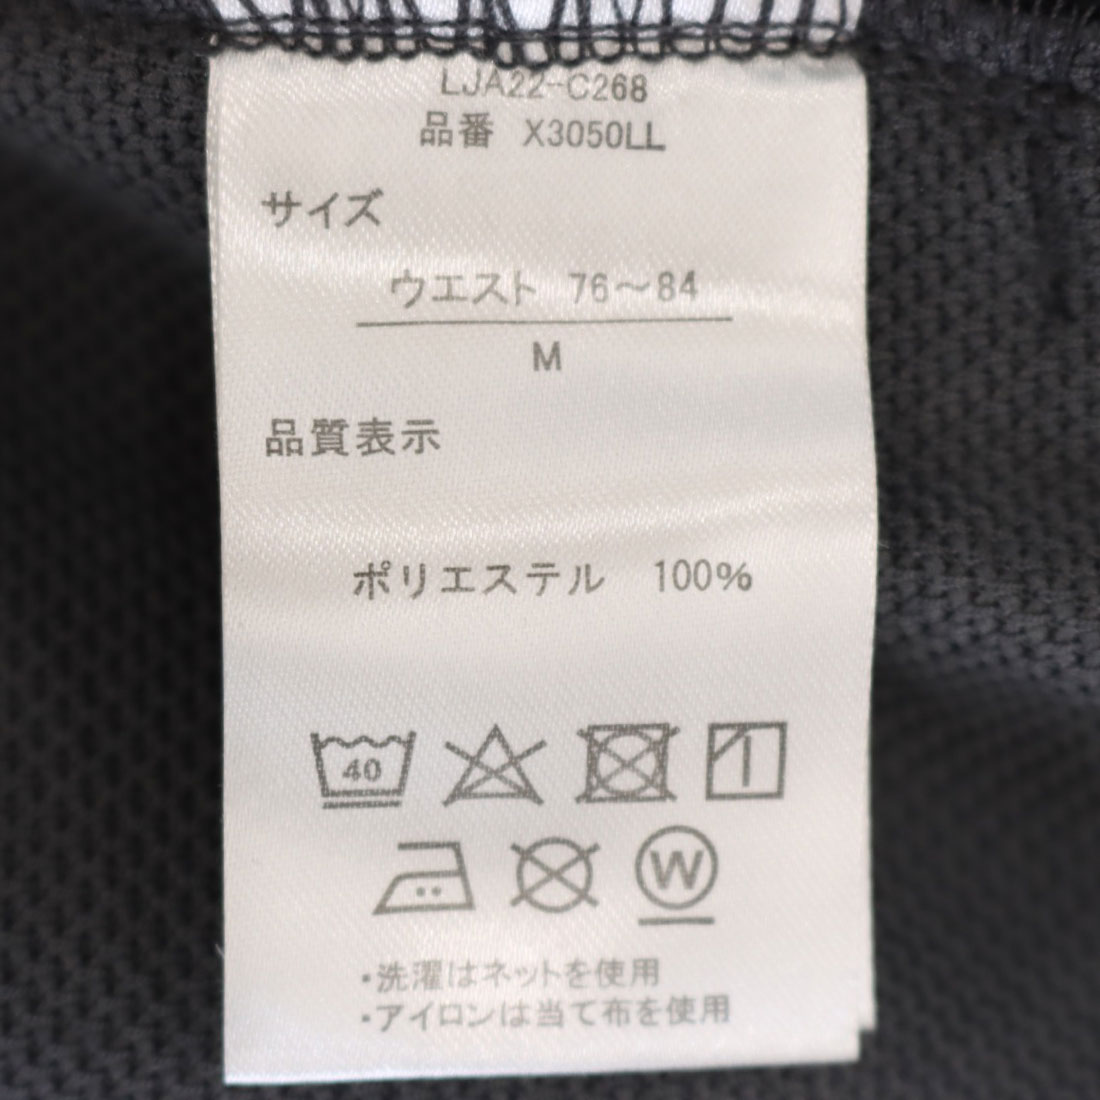 LJA22-C268
品番 X3050LL
サイズ
ウエスト 76～84
M
品質表示
ポリエステル 100%
40
W
・洗濯はネットを使用
・アイロンは当て布を使用